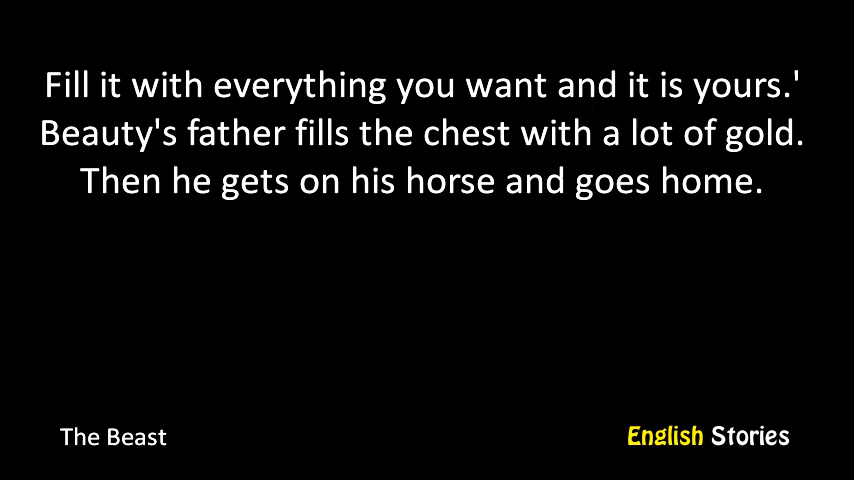 Fill it with everything you want and it is yours.'
Beauty's father fills the chest with a lot of gold.
Then he gets on his horse and goes home.
The Beast
English Stories